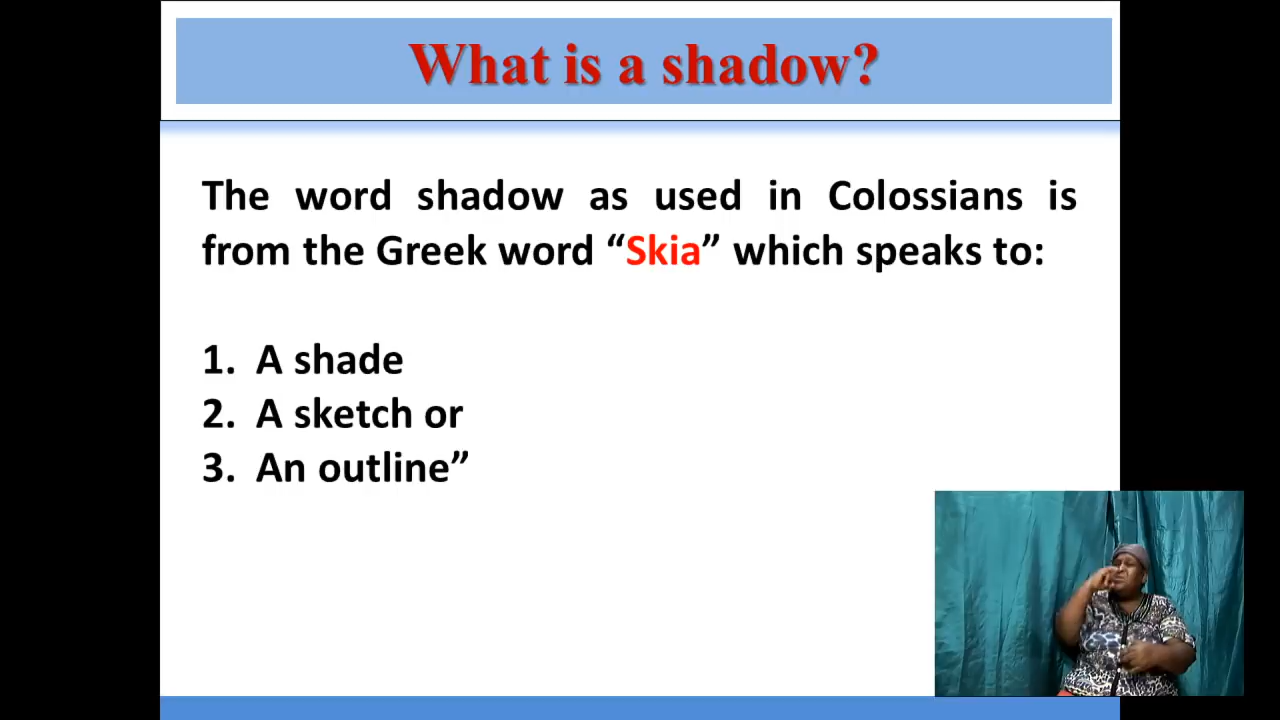 What is a shadow?
The word shadow as used in Colossians is
from the Greek word “Skia” which speaks to:
1. A shade
2. A sketch or
3. An outline”